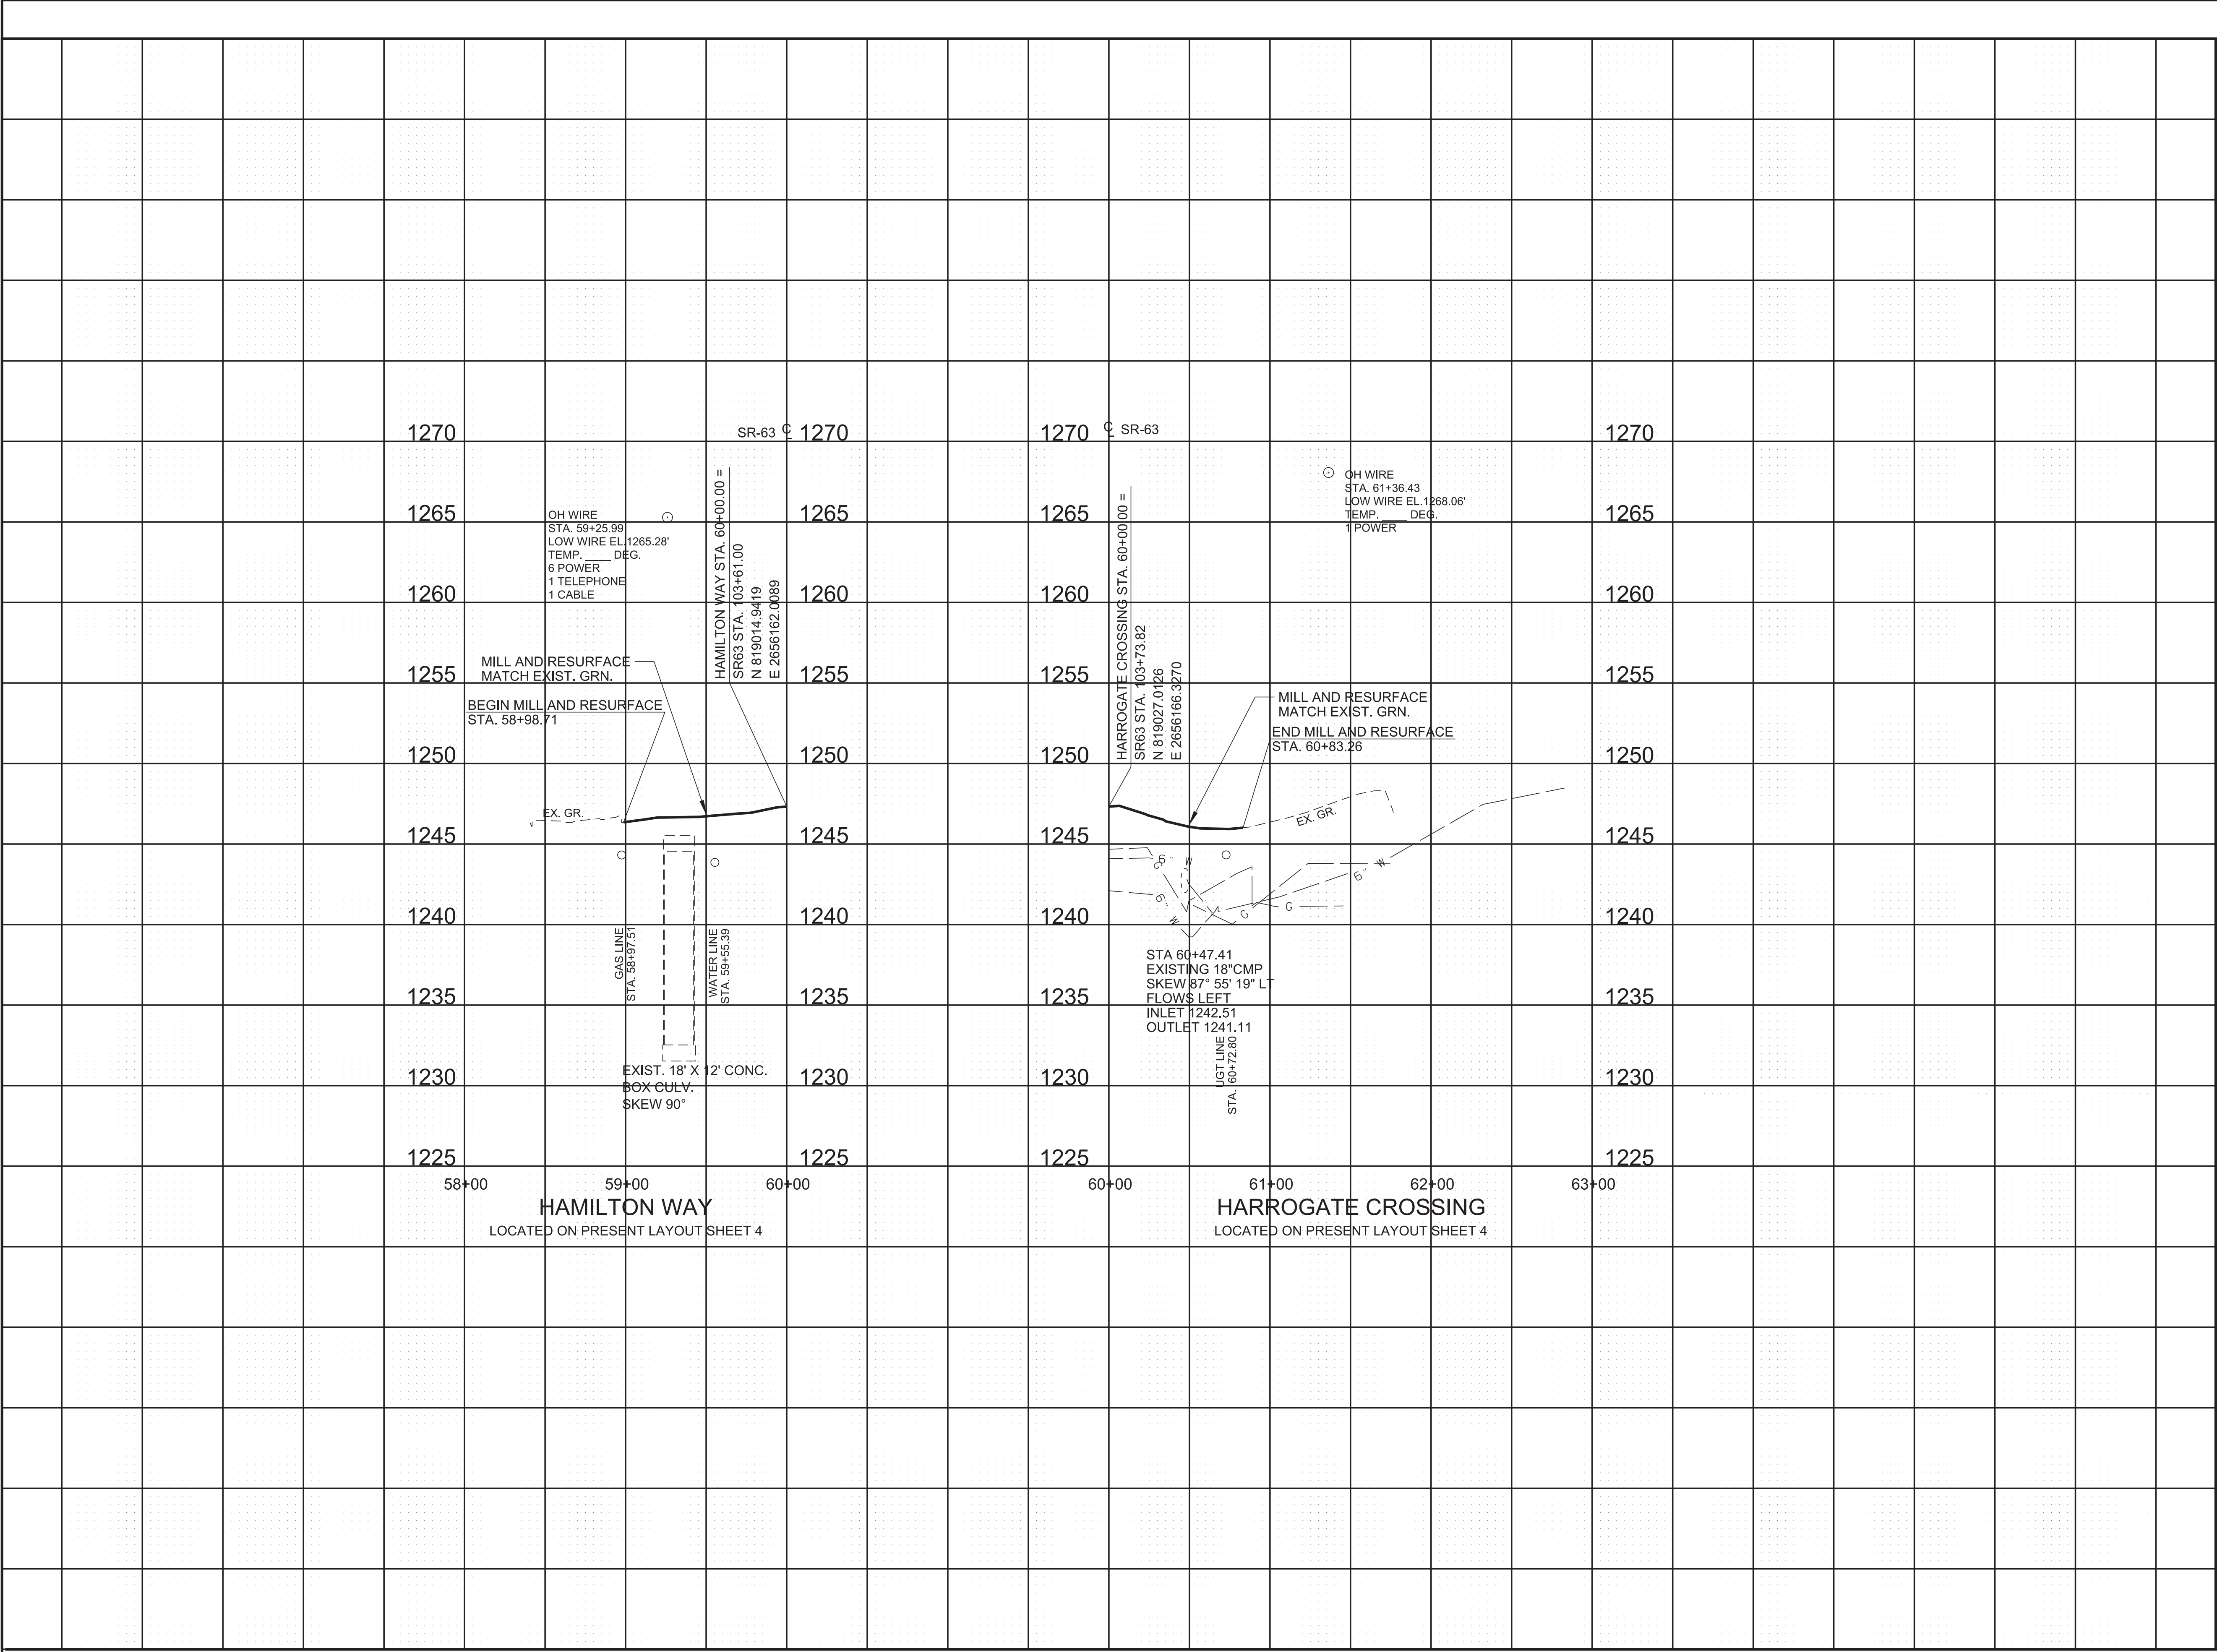 1270
SR-63 ℄
1270
1270
℄ SR-63
1270
OH WIRE
STA. 59+25.99
LOW WIRE EL.1265.28'
TEMP. ____ DEG.
6 POWER
1 TELEPHONE
1 CABLE
HAMILTON WAY STA. 60+00.00 =
SR63 STA. 103+61.00
N 819014.9419
E 2656162.0089
HARROGATE CROSSING STA. 60+00.00 =
SR63 STA. 103+73.82
N 819027.0126
E 2656166.3270
OH WIRE
STA. 61+36.43
LOW WIRE EL.1268.06'
TEMP. ____ DEG.
1 POWER
1265
1265
1265
1265
1260
1260
1260
1260
MILL AND RESURFACE
MATCH EXIST. GRN.
BEGIN MILL AND RESURFACE
STA. 58+98.71
1255
1255
1255
1255
MILL AND RESURFACE
MATCH EXIST. GRN.
END MILL AND RESURFACE
STA. 60+83.26
1250
1250
1250
1250
EX. GR.
EX. GR.
1245
1245
1245
1245
6" W
G
6" W
G
G
6" W
1240
1240
1240
1240
GAS LINE
STA. 58+97.51
WATER LINE
STA. 59+55.39
STA 60+47.41
EXISTING 18"CMP
SKEW 87° 55' 19" LT
FLOWS LEFT
INLET 1242.51
OUTLET 1241.11
1235
1235
1235
1235
UGT LINE
STA. 60+72.80
EXIST. 18' X 12' CONC.
BOX CULV.
SKEW 90°
1230
1230
1230
1230
1225
1225
1225
1225
58+00
59+00
60+00
60+00
61+00
62+00
63+00
HAMILTON WAY
LOCATED ON PRESENT LAYOUT SHEET 4
HARROGATE CROSSING
LOCATED ON PRESENT LAYOUT SHEET 4